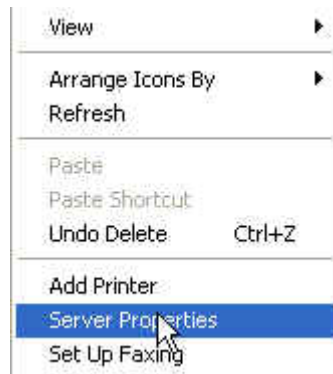 View
Arrange Icons By
Refresh
Paste
Paste Shortcut
Undo Delete Ctrl+Z
Add Printer
Server Properties
Set Up Faxing